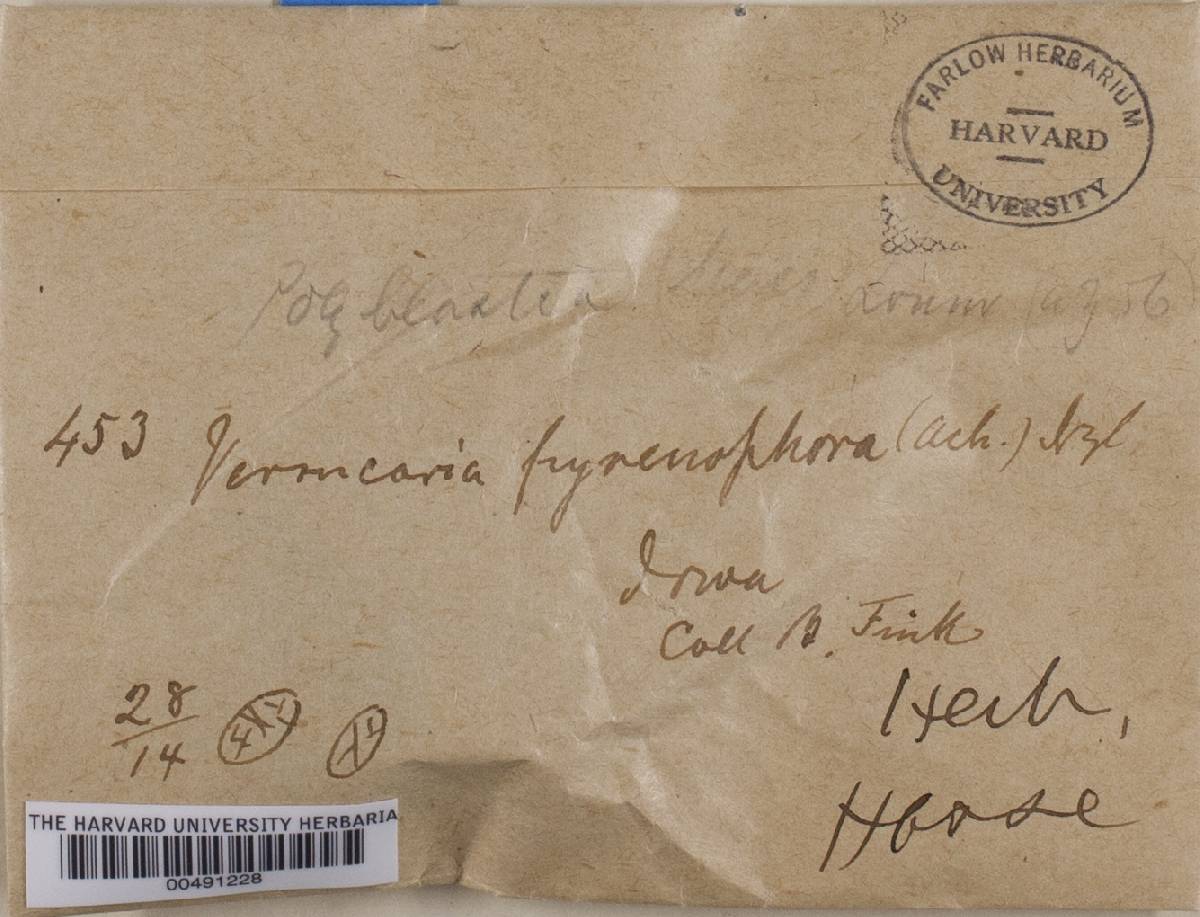 FARLOW HERBARIUM
HARVARD
UNIVERSITY
Polyblastia
453 Verrucaria pyrenophora (Ach.) Nyl
Iowa
Coll B. Fink
28
14
Herb,
Hasse
THE HARVARD UNIVERSITY HERBARIA
00491228